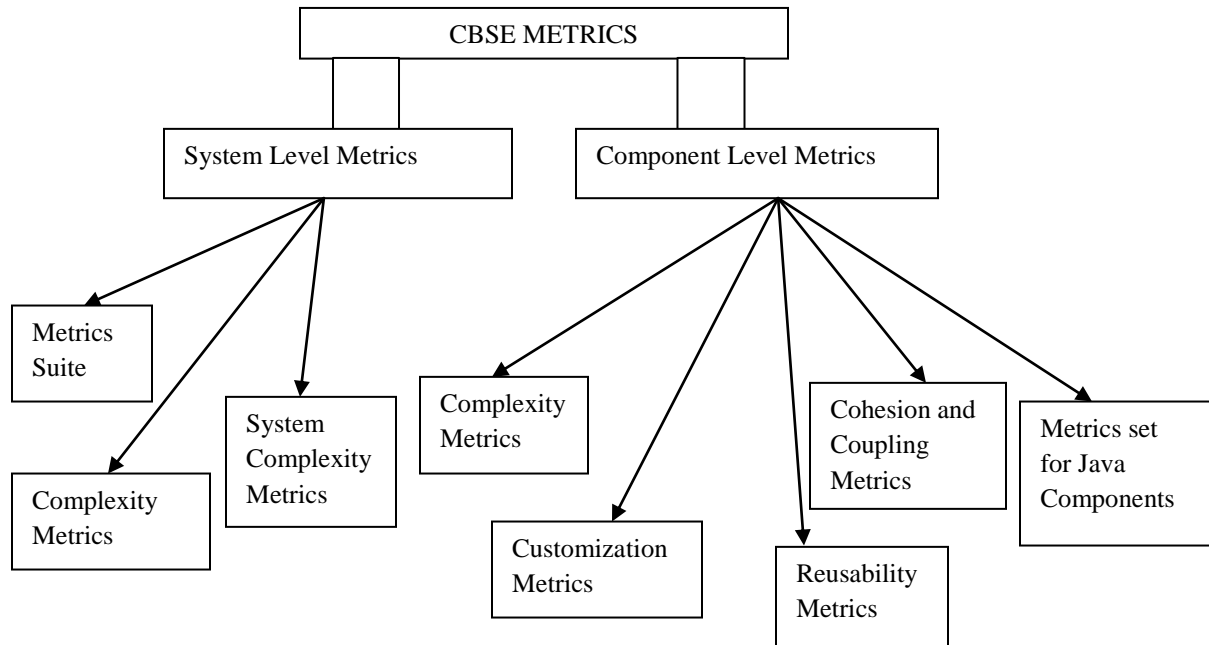 CBSE METRICS
System Level Metrics
Component Level Metrics
Metrics
Suite
Complexity
Metrics
System
Complexity
Metrics
Complexity
Metrics
Customization
Metrics
Reusability
Metrics
Cohesion and
Coupling
Metrics
Metrics set
for Java
Components